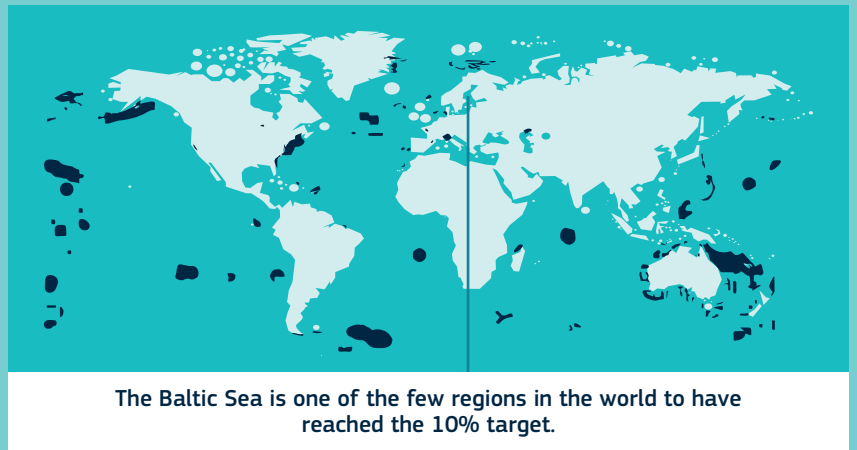 The Baltic Sea is one of the few regions in the world to have
reached the 10% target.